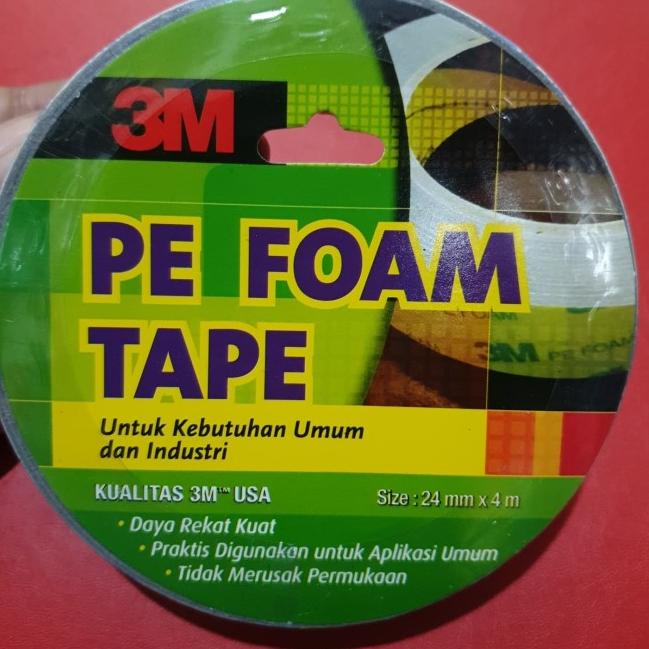 3M
PE FOAM
TAPE
3M PE FOAM
Untuk Kebutuhan Umum
dan Industri
KUALITAS 3M™ USA
Size : 24 mm x 4 m
• Daya Rekat Kuat
• Praktis Digunakan untuk Aplikasi Umum
• Tidak Merusak Permukaan